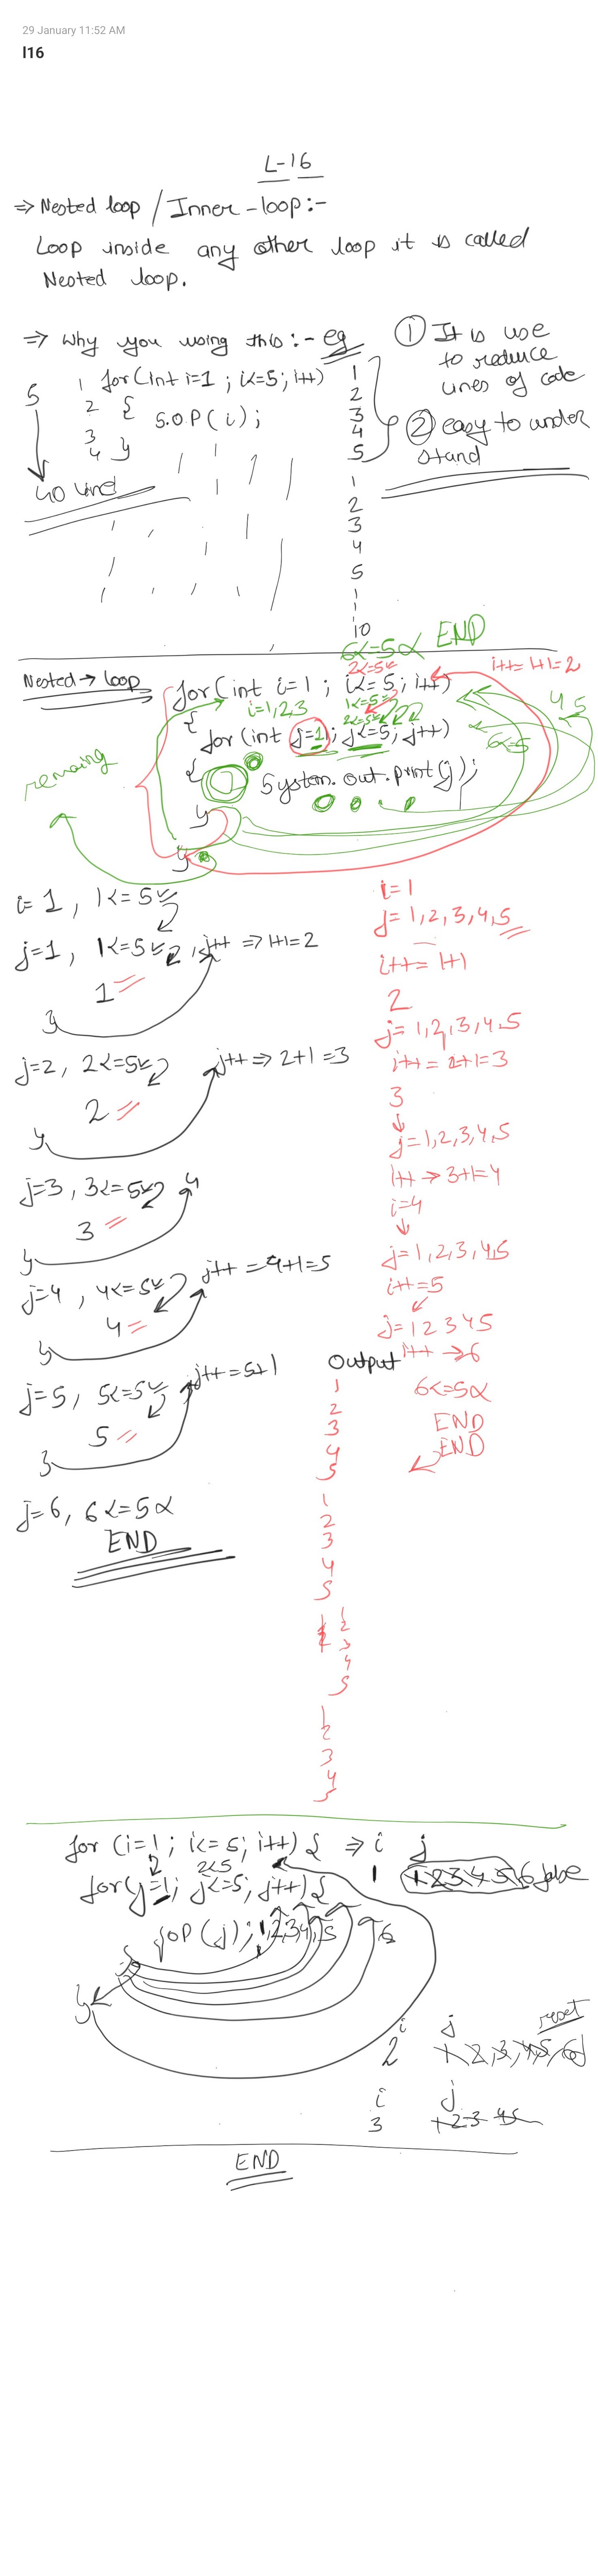 29 January 11:52 AM
l16
L-16
⇒ Nested loop / Inner-loop :-
Loop inside any other loop it is called
Nested loop.
⇒ Why you using this :- eg
① It is use
to reduce
lines of code
② easy to under
stand
5
1 for(int i=1 ; i<=5; i++)
2 {
3 S.O.P(i);
4 }
40 lines
1
2
3
4
5
1
2
3
4
5
10
6<=5× END
Nested → loop
2<=5
i++ = 1+1=2
for(int i=1 ; i<=5; i++)
i=1,2,3
1<=5
4 5
{
2<=5
for(int j=1; j<=5; j++)
6<=5
{
System.out.print(j);
}
}
remaing
i= 1, 1<=5
j=1, 1<=5, j++ ⇒ 1+1=2
1
}
j=2, 2<=5 j++ ⇒ 2+1=3
2
}
j=3, 3<=5 4
3
}
j=4, 4<=5 j++ = 4+1=5
4
}
j=5, 5<=5 j++ = 5+1
5
}
j=6, 6<=5×
END
i=1
j=1,2,3,4,5
i++= 1+1
2
j= 1,2,3,4,5
i++= 2+1=3
3
j=1,2,3,4,5
i++ → 3+1=4
i=4
j=1,2,3,4,5
i++=5
j=1 2 3 4 5
i++ → 6
6<=5×
END
END
Output
1
2
3
4
5
1
2
3
4
5
1
2
3
4
5
1
2
3
4
5
for (i=1; i<=5; i++) { ⇒ i j
2 2<5 1 1 2 3 4 5 6 false
for(j=1; j<=5; j++) {
sop(j); 1,2,3,4,5 6
}
}
reset
i j
2 1 2,3,4,5,6
i j
3 1 2 3 4 5
END